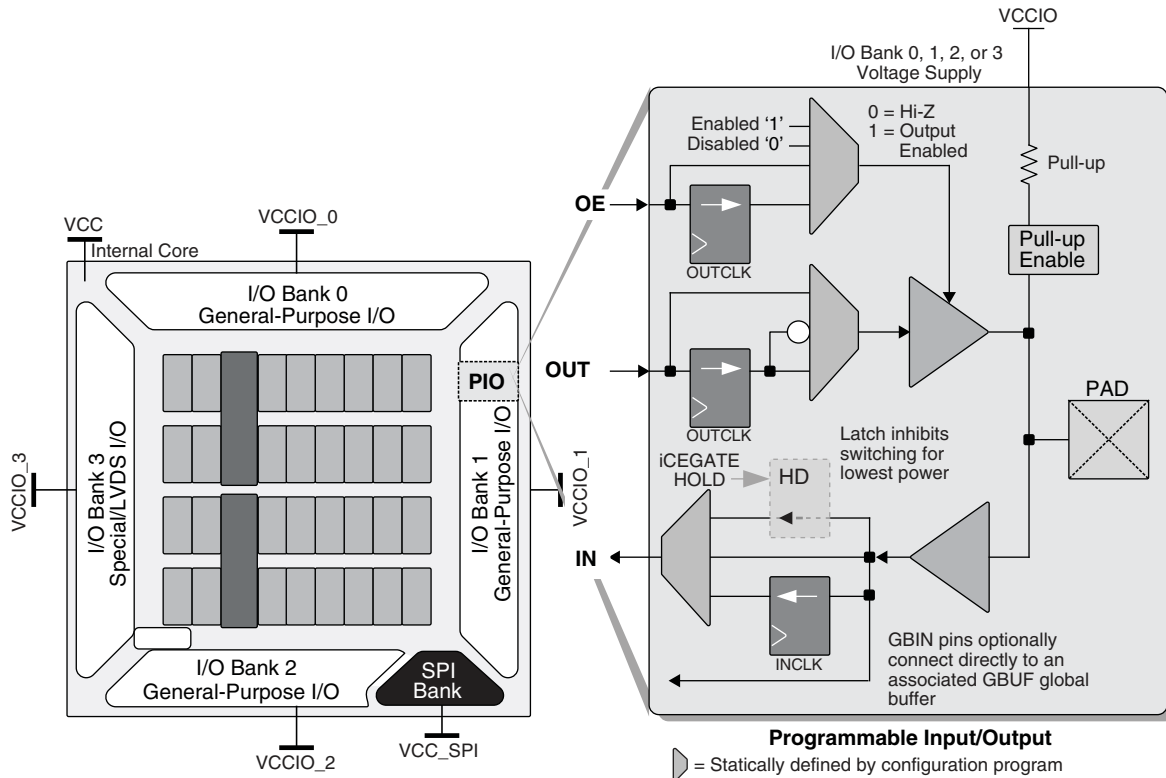 VCCIO
I/O Bank 0, 1, 2, or 3
Voltage Supply
Enabled ‘1’
Disabled ‘0’
0 = Hi-Z
1 = Output
Enabled
Pull-up
OE
OUTCLK
Pull-up
Enable
VCC
Internal Core
VCCIO_0
I/O Bank 0
General-Purpose I/O
PIO
I/O Bank 1
General-Purpose I/O
VCCIO_1
I/O Bank 3
Special/LVDS I/O
VCCIO_3
I/O Bank 2
General-Purpose I/O
VCCIO_2
SPI
Bank
VCC_SPI
OUT
OUTCLK
PAD
Latch inhibits
switching for
lowest power
iCEGATE
HOLD
HD
IN
INCLK
GBIN pins optionally
connect directly to an
associated GBUF global
buffer
Programmable Input/Output
= Statically defined by configuration program